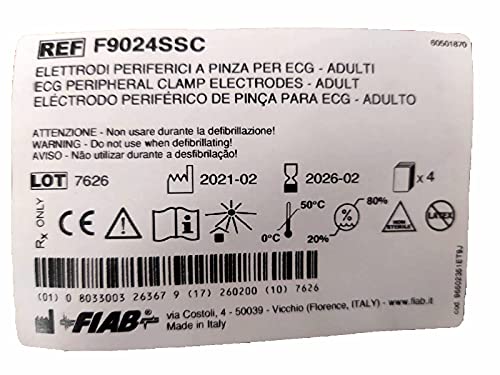 REF F9024SSC
60501870
ELETTRODI PERIFERICI A PINZA PER ECG - ADULTI
ECG PERIPHERAL CLAMP ELECTRODES - ADULT
ELÉCTRODO PERIFÉRICO DE PINÇA PARA ECG - ADULTO
ATTENZIONE - Non usare durante la defibrillazione!
WARNING - Do not use when defibrillating!
AVISO - Não utilizar durante a desfibrilação!
LOT 7626 2021-02 2026-02 x 4
Rx ONLY
CE
50°C
0°C
80%
20%
NON STERILE
LATEX
(01) 0 8033003 26367 9 (17) 260200 (10) 7626
FIAB
via Costoli, 4 - 50039 - Vicchio (Florence, ITALY) - www.fiab.it
Made in Italy